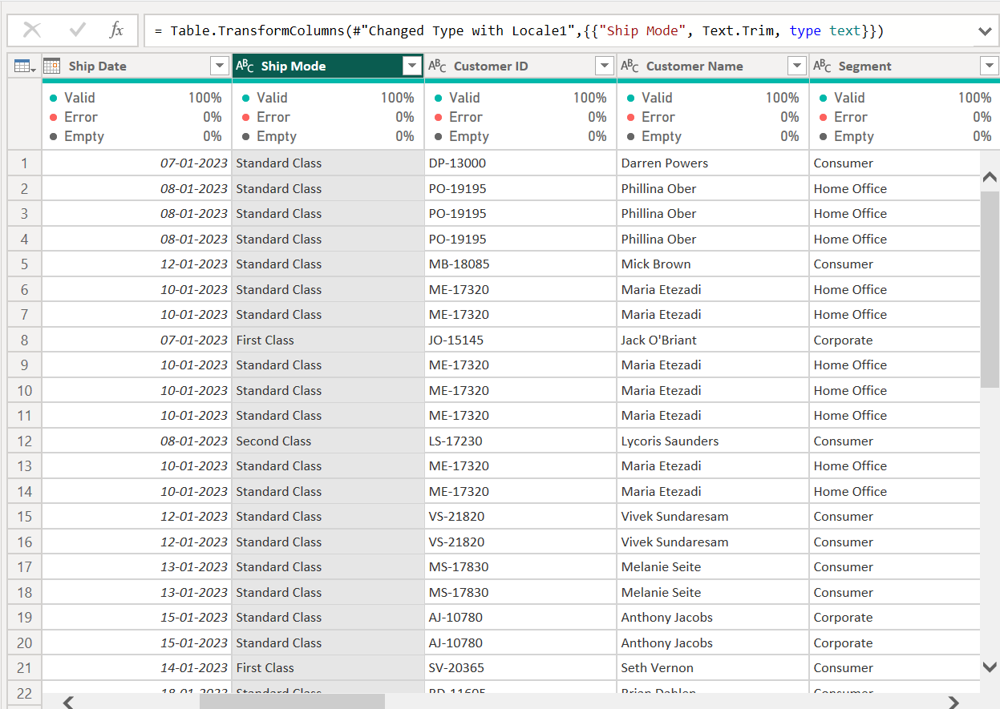 fx = Table.TransformColumns(#"Changed Type with Locale1",{{"Ship Mode", Text.Trim, type text}})
Ship Date ABC Ship Mode ABC Customer ID ABC Customer Name ABC Segment
Valid 100% Valid 100% Valid 100% Valid 100% Valid 100%
Error 0% Error 0% Error 0% Error 0% Error 0%
Empty 0% Empty 0% Empty 0% Empty 0% Empty 0%
1 07-01-2023 Standard Class DP-13000 Darren Powers Consumer
2 08-01-2023 Standard Class PO-19195 Phillina Ober Home Office
3 08-01-2023 Standard Class PO-19195 Phillina Ober Home Office
4 08-01-2023 Standard Class PO-19195 Phillina Ober Home Office
5 12-01-2023 Standard Class MB-18085 Mick Brown Consumer
6 10-01-2023 Standard Class ME-17320 Maria Etezadi Home Office
7 10-01-2023 Standard Class ME-17320 Maria Etezadi Home Office
8 07-01-2023 First Class JO-15145 Jack O'Briant Corporate
9 10-01-2023 Standard Class ME-17320 Maria Etezadi Home Office
10 10-01-2023 Standard Class ME-17320 Maria Etezadi Home Office
11 10-01-2023 Standard Class ME-17320 Maria Etezadi Home Office
12 08-01-2023 Second Class LS-17230 Lycoris Saunders Consumer
13 10-01-2023 Standard Class ME-17320 Maria Etezadi Home Office
14 10-01-2023 Standard Class ME-17320 Maria Etezadi Home Office
15 12-01-2023 Standard Class VS-21820 Vivek Sundaresam Consumer
16 12-01-2023 Standard Class VS-21820 Vivek Sundaresam Consumer
17 13-01-2023 Standard Class MS-17830 Melanie Seite Consumer
18 13-01-2023 Standard Class MS-17830 Melanie Seite Consumer
19 15-01-2023 Standard Class AJ-10780 Anthony Jacobs Corporate
20 15-01-2023 Standard Class AJ-10780 Anthony Jacobs Corporate
21 14-01-2023 First Class SV-20365 Seth Vernon Consumer
22 18-01-2023 Standard Class Consumer